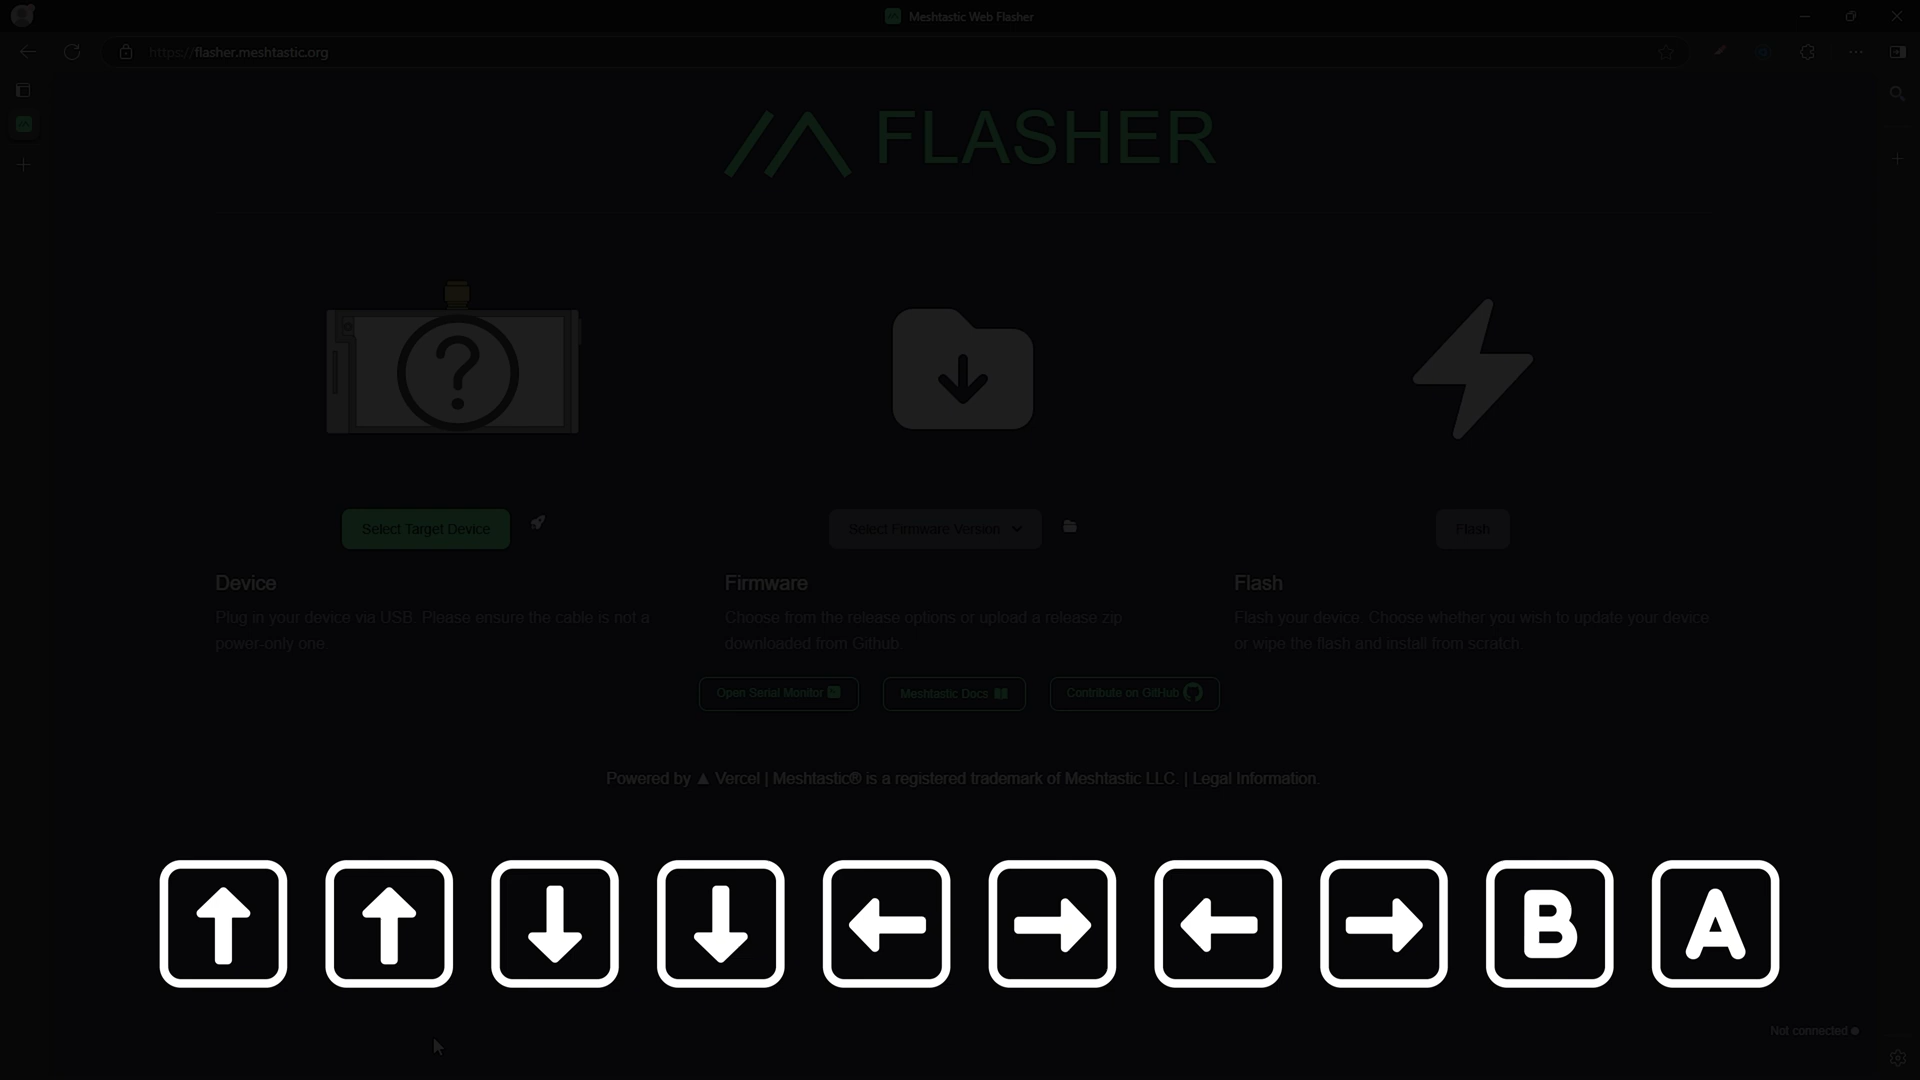 Meshtastic Web Flasher
https://flasher.meshtastic.org
FLASHER
?
Select Target Device
Select Firmware Version
Flash
Device
Plug in your device via USB. Please ensure the cable is not a
power-only one.
Firmware
Choose from the release options or upload a release zip
downloaded from Github.
Flash
Flash your device. Choose whether you wish to update your device
or wipe the flash and install from scratch.
Open Serial Monitor
Meshtastic Docs
Contribute on GitHub
Powered by ▲ Vercel | Meshtastic® is a registered trademark of Meshtastic LLC. | Legal Information.
↑ ↑ ↓ ↓ ← → ← → B A
Not connected